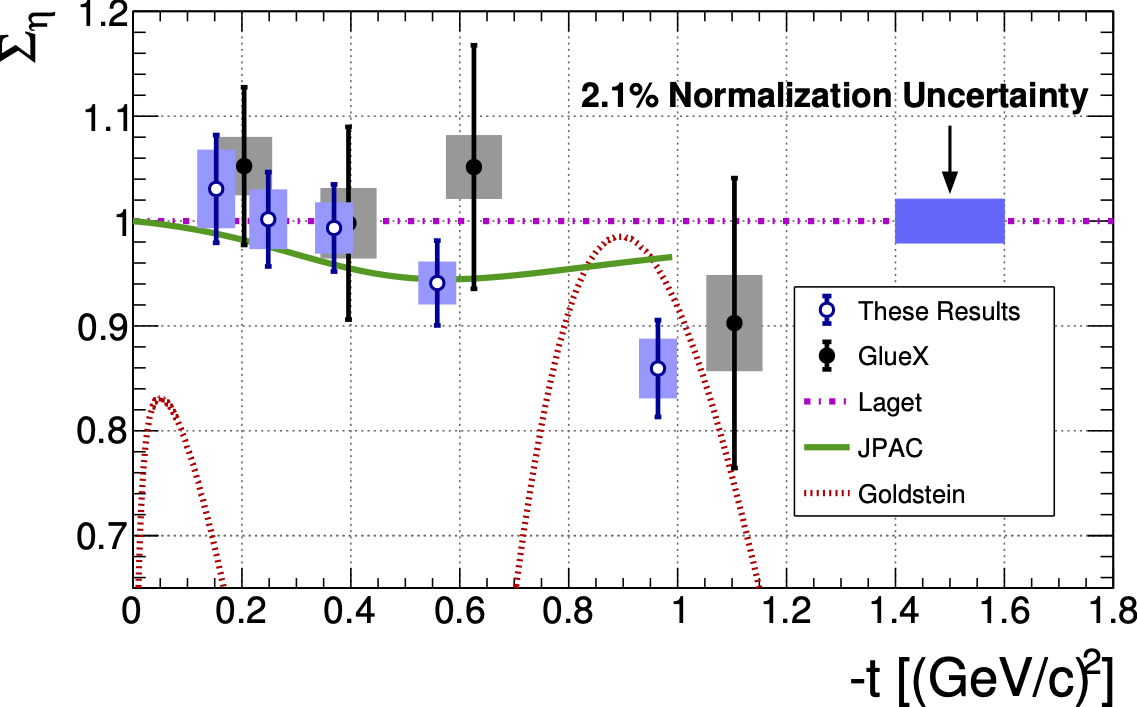 Ση
1.2
1.1
1
0.9
0.8
0.7
2.1% Normalization Uncertainty
These Results
GlueX
Laget
JPAC
Goldstein
0 0.2 0.4 0.6 0.8 1 1.2 1.4 1.6 1.8
-t [(GeV/c)²]